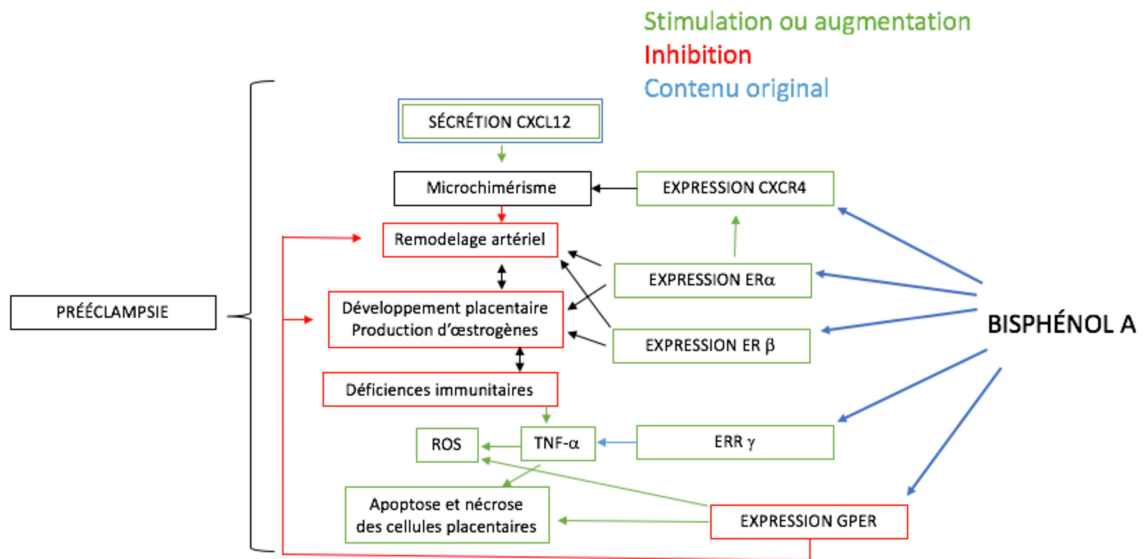 Stimulation ou augmentation
Inhibition
Contenu original
SÉCRÉTION CXCL12
Microchimérisme
EXPRESSION CXCR4
Remodelage artériel
EXPRESSION ERα
PRÉÉCLAMPSIE
Développement placentaire
Production d'œstrogènes
EXPRESSION ER β
BISPHÉNOL A
Déficiences immunitaires
ROS
TNF-α
ERR γ
Apoptose et nécrose
des cellules placentaires
EXPRESSION GPER